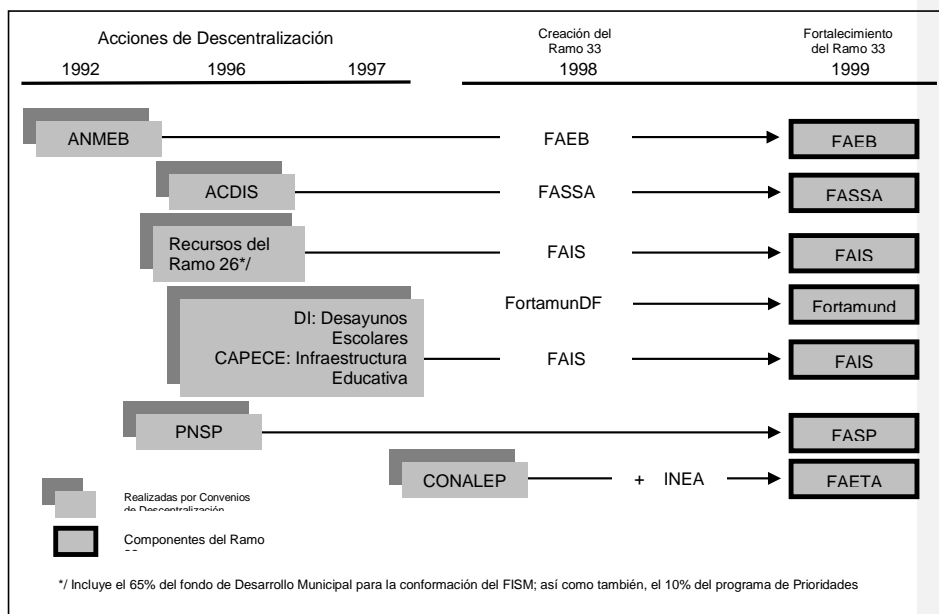 Acciones de Descentralización
Creación del
Ramo 33
Fortalecimiento
del Ramo 33
1992 1996 1997 1998 1999
ANMEB FAEB FAEB
ACDIS FASSA FASSA
Recursos del
Ramo 26*/
FAIS FAIS
FortamunDF Fortamund
DI: Desayunos
Escolares
CAPECE: Infraestructura
Educativa
FAIS FAIS
PNSP FASP
CONALEP + INEA FAETA
Realizadas por Convenios
de Descentralización
Componentes del Ramo
*/ Incluye el 65% del fondo de Desarrollo Municipal para la conformación del FISM; así como también, el 10% del programa de Prioridades